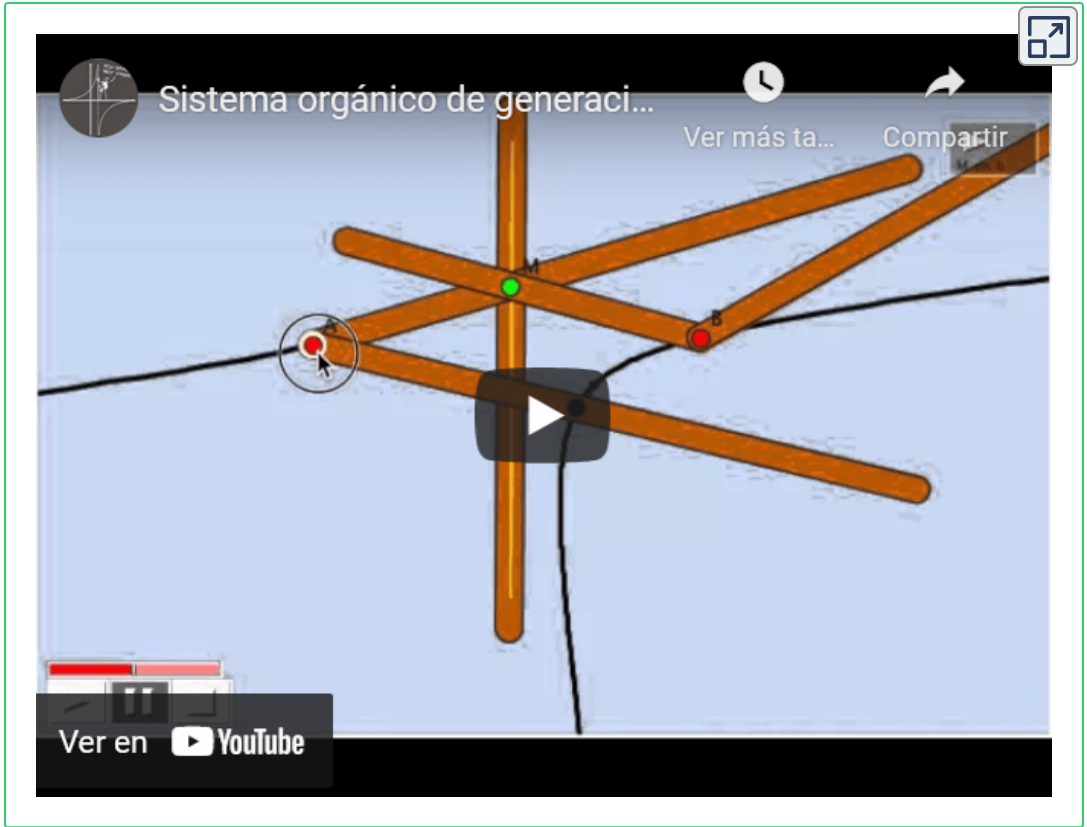 Sistema orgánico de generaci...
Ver más ta...
Compartir
M
A
B
Ver en YouTube